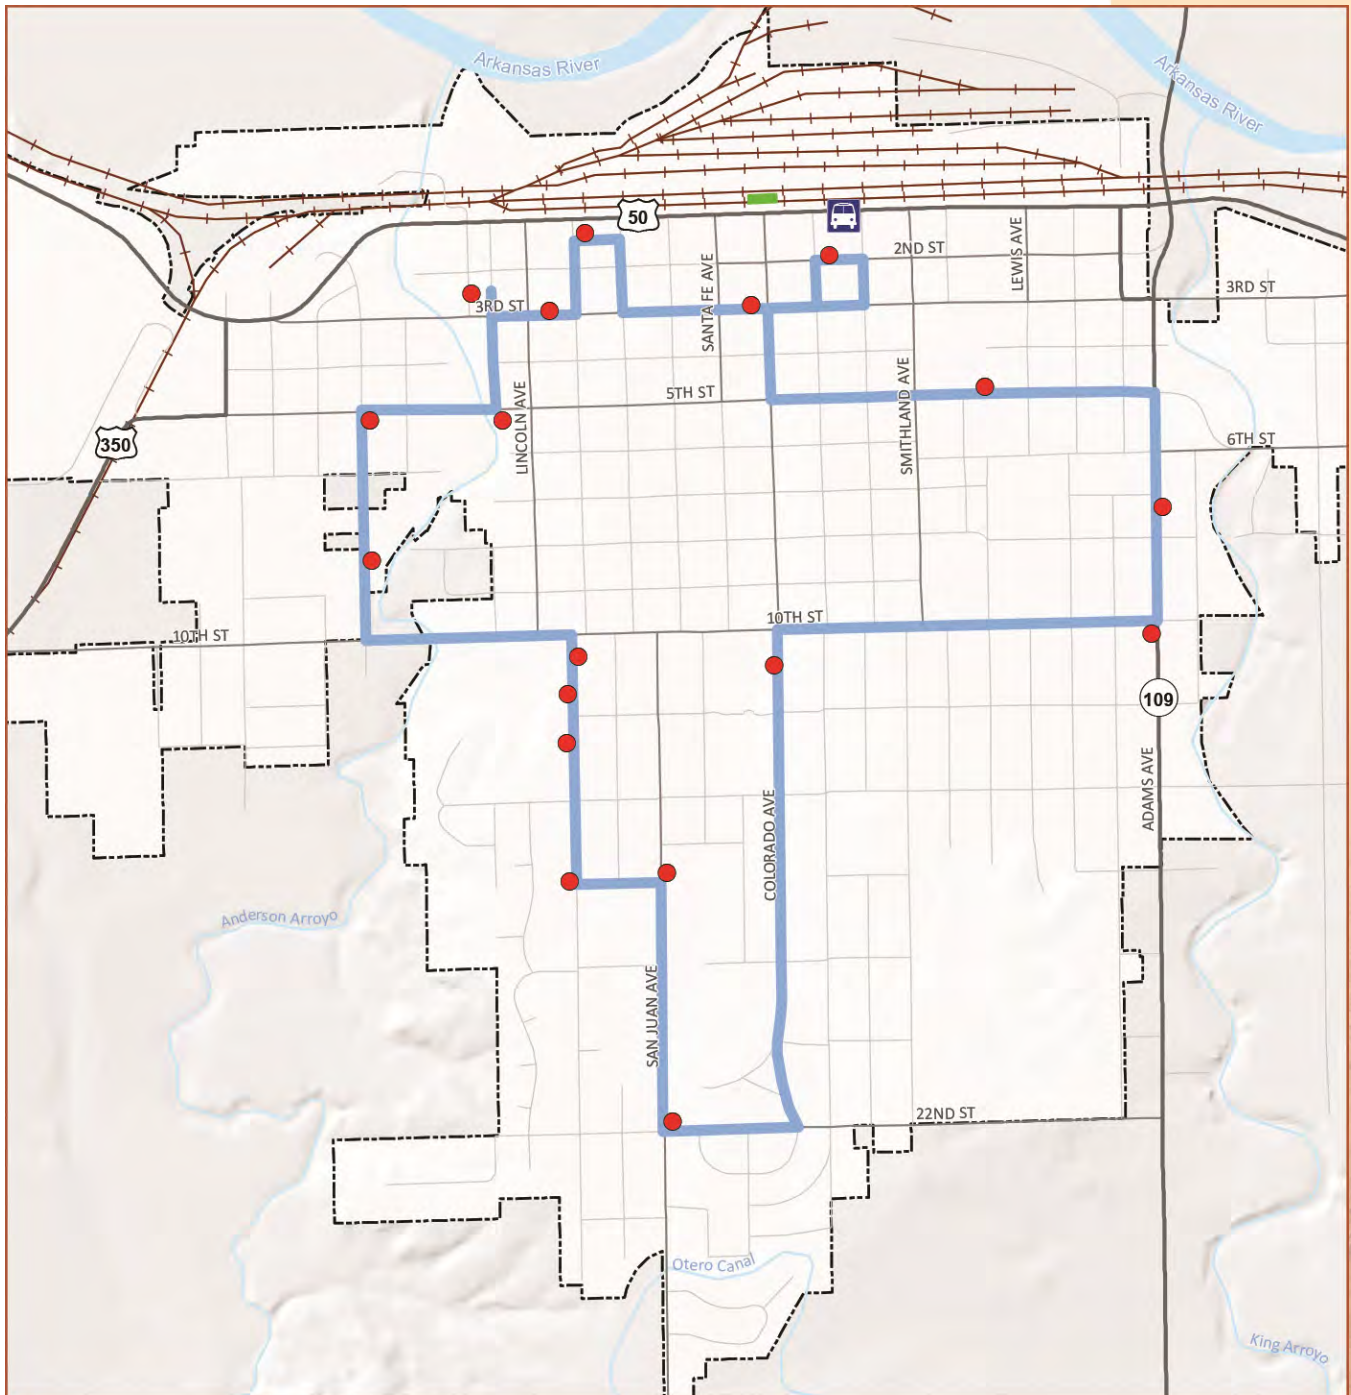 Arkansas River
Arkansas River
50
2ND ST
LEWIS AVE
SANTA FE AVE
3RD ST
3RD ST
5TH ST
LINCOLN AVE
SMITHLAND AVE
350
6TH ST
10TH ST
10TH ST
109
ADAMS AVE
COLORADO AVE
Anderson Arroyo
SAN JUAN AVE
22ND ST
Otero Canal
King Arroyo